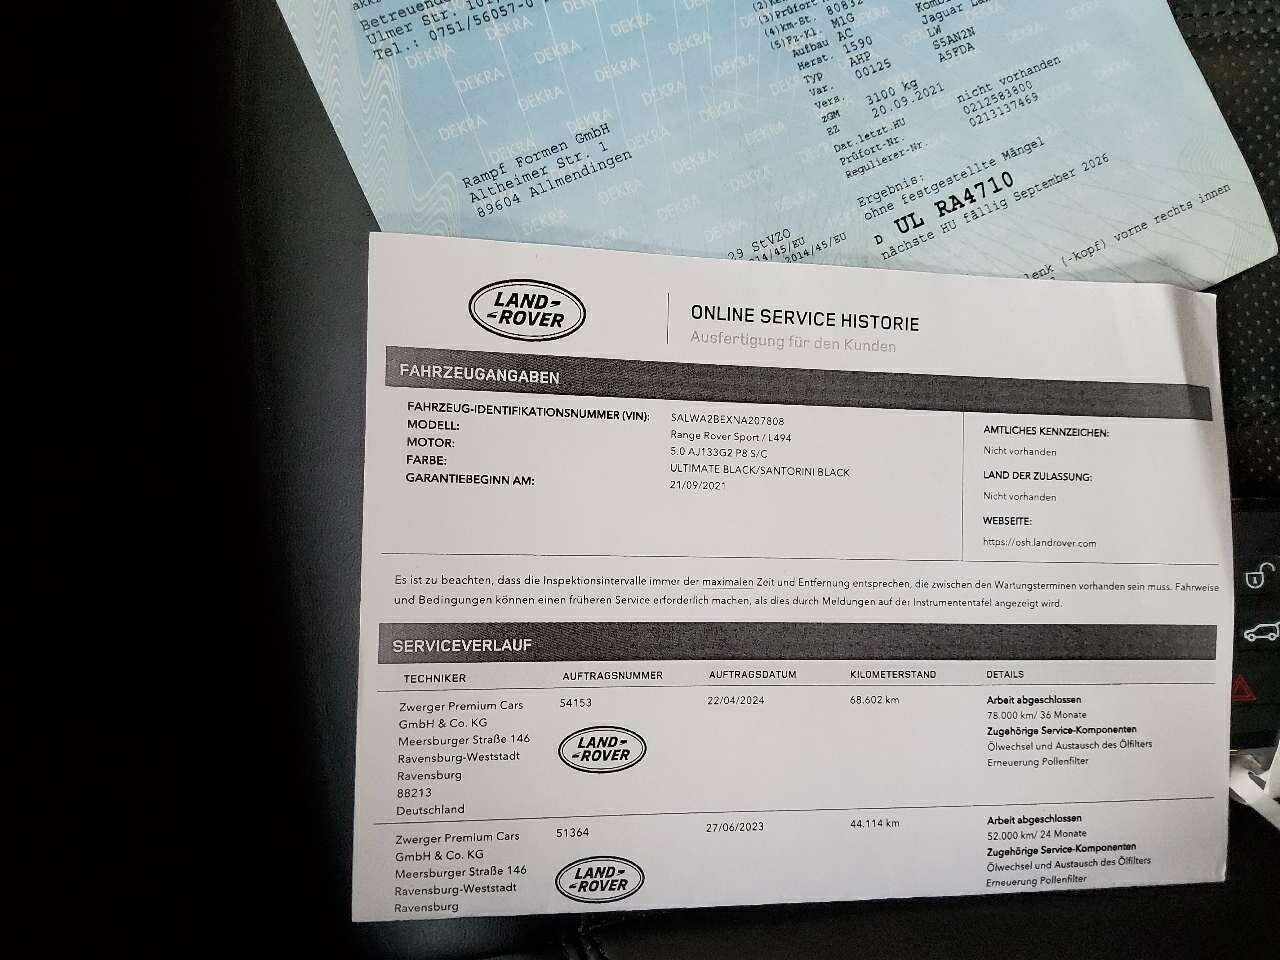 Betreuend
Ulmer Str. 101,
Tel.: 0751/56057-0
Rampf Formen GmbH
Altheimer Str. 1
89604 Allmendingen
(4)km-St. 80832
(5)Fz-Kl. M1G
Aufbau AC
Herst. 1590
Typ AHP
Var. 00125
Vers.
Kombi
Jaguar La
LW
S5AN2N
A5PDA
zGM 3100 kg
EZ 20.09.2021
Dat.letzt.HU nicht vorhanden
Prüfort-Nr. 0212583800
Regulierer-Nr. 0213137469
Ergebnis:
ohne festgestellte Mängel
D UL RA4710
nächste HU fällig September 2026
29 StVZO
014/45/EU
2014/45/EU
lenk (-kopf) vorne rechts innen
DEKRA
LAND-
-ROVER
ONLINE SERVICE HISTORIE
Ausfertigung für den Kunden
FAHRZEUGANGABEN
FAHRZEUG-IDENTIFIKATIONSNUMMER (VIN): SALWA2BEXNA207808
MODELL: Range Rover Sport / L494
MOTOR: 5.0 AJ133G2 P8 S/C
FARBE: ULTIMATE BLACK/SANTORINI BLACK
GARANTIEBEGINN AM: 21/09/2021
AMTLICHES KENNZEICHEN:
Nicht vorhanden
LAND DER ZULASSUNG:
Nicht vorhanden
WEBSEITE:
https://osh.landrover.com
Es ist zu beachten, dass die Inspektionsintervalle immer der maximalen Zeit und Entfernung entsprechen, die zwischen den Wartungsterminen vorhanden sein muss. Fahrweise
und Bedingungen können einen früheren Service erforderlich machen, als dies durch Meldungen auf der Instrumententafel angezeigt wird.
SERVICEVERLAUF
TECHNIKER AUFTRAGSNUMMER AUFTRAGSDATUM KILOMETERSTAND DETAILS
Zwerger Premium Cars
GmbH & Co. KG
Meersburger Straße 146
Ravensburg-Weststadt
Ravensburg
88213
Deutschland
54153
LAND-
-ROVER
22/04/2024
68.602 km
Arbeit abgeschlossen
78.000 km/ 36 Monate
Zugehörige Service-Komponenten
Ölwechsel und Austausch des Ölfilters
Erneuerung Pollenfilter
Zwerger Premium Cars
GmbH & Co. KG
Meersburger Straße 146
Ravensburg-Weststadt
Ravensburg
51364
LAND-
-ROVER
27/06/2023
44.114 km
Arbeit abgeschlossen
52.000 km/ 24 Monate
Zugehörige Service-Komponenten
Ölwechsel und Austausch des Ölfilters
Erneuerung Pollenfilter